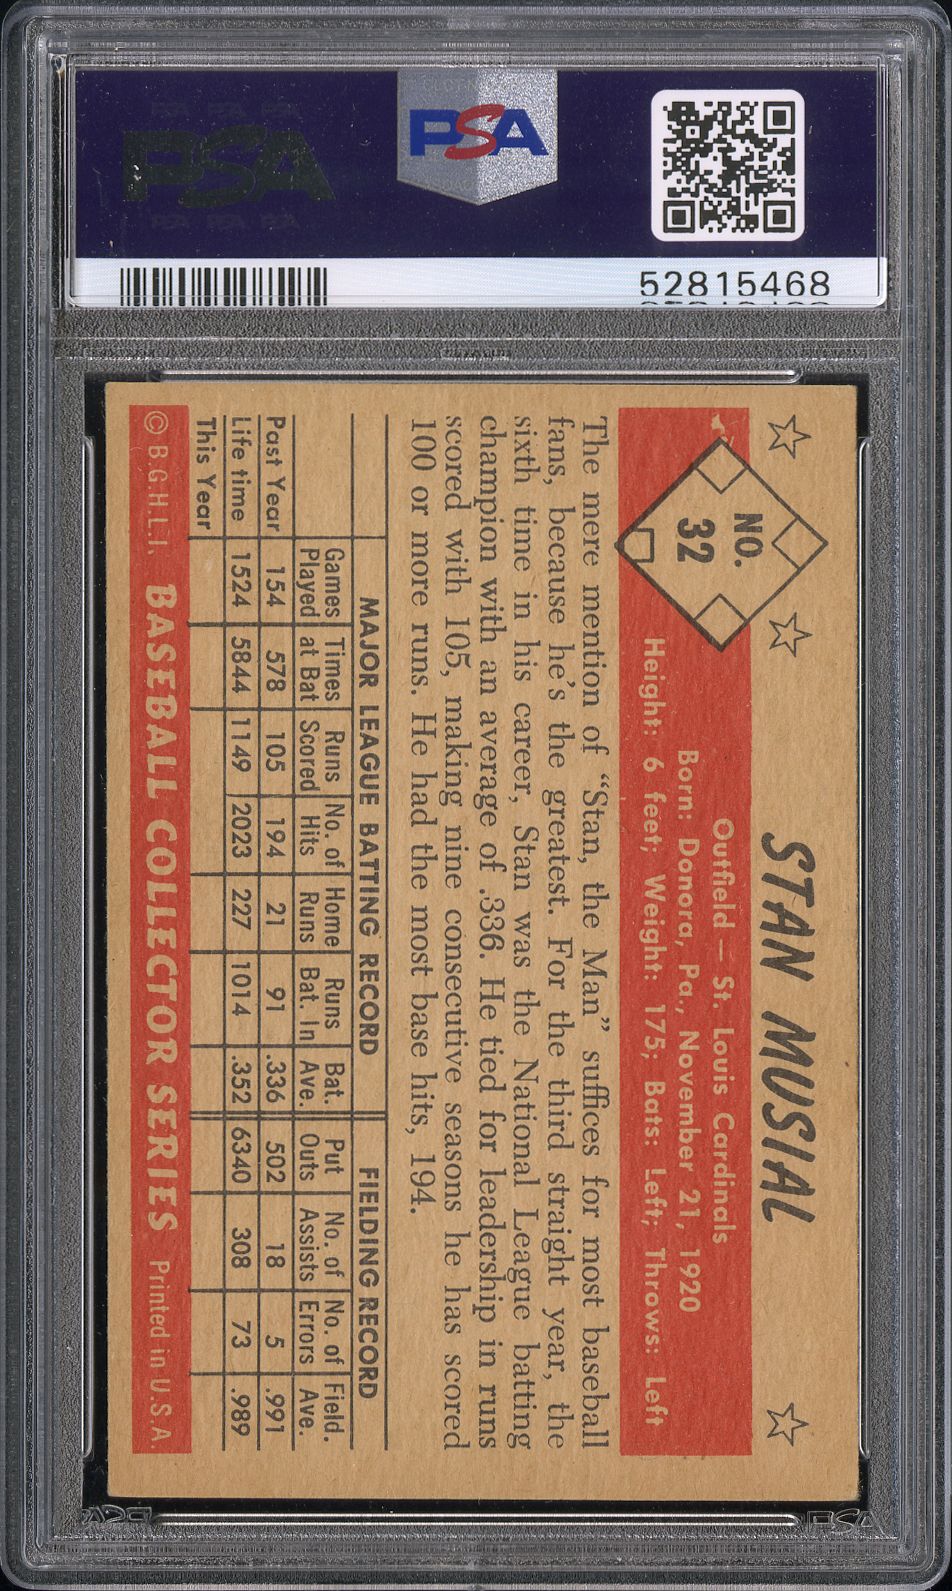 PSA
PSA
52815468
NO.
32
STAN MUSIAL
Outfield — St. Louis Cardinals
Born: Donora, Pa., November 21, 1920
Height: 6 feet; Weight: 175; Bats: Left; Throws: Left
The mere mention of “Stan, the Man” suffices for most baseball
fans, because he's the greatest. For the third straight year, the
sixth time in his career, Stan was the National League batting
champion with an average of .336. He tied for leadership in runs
scored with 105, making nine consecutive seasons he has scored
100 or more runs. He had the most base hits, 194.
MAJOR LEAGUE BATTING RECORD FIELDING RECORD
Games Times Runs No. of Home Runs Bat. Put No. of No. of Field.
Played at Bat Scored Hits Runs Bat. In Ave. Outs Assists Errors Ave.
Past Year 154 578 105 194 21 91 .336 502 18 5 .991
Life time 1524 5844 1149 2023 227 1014 .352 6340 308 73 .989
This Year
© B.G.H.L.I. BASEBALL COLLECTOR SERIES Printed in U.S.A.